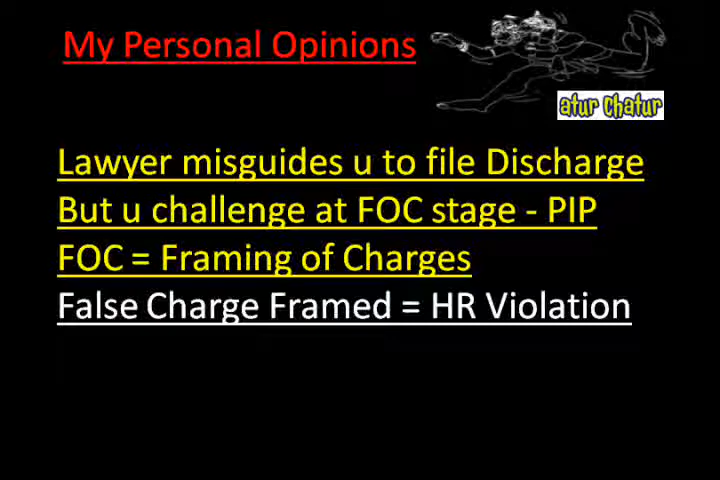 My Personal Opinions
atur chatur
Lawyer misguides u to file Discharge
But u challenge at FOC stage - PIP
FOC = Framing of Charges
False Charge Framed = HR Violation